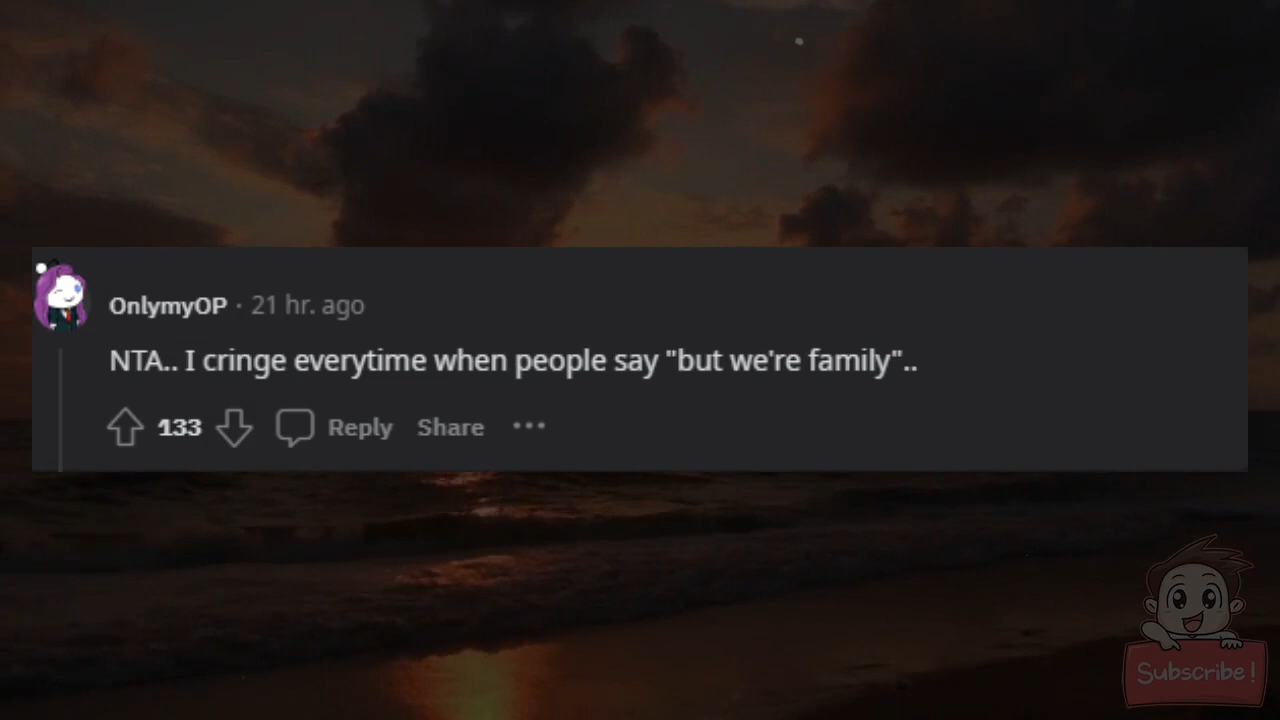 OnlymyOP · 21 hr. ago
NTA.. I cringe everytime when people say "but we're family"..
133 Reply Share •••
Subscribe!